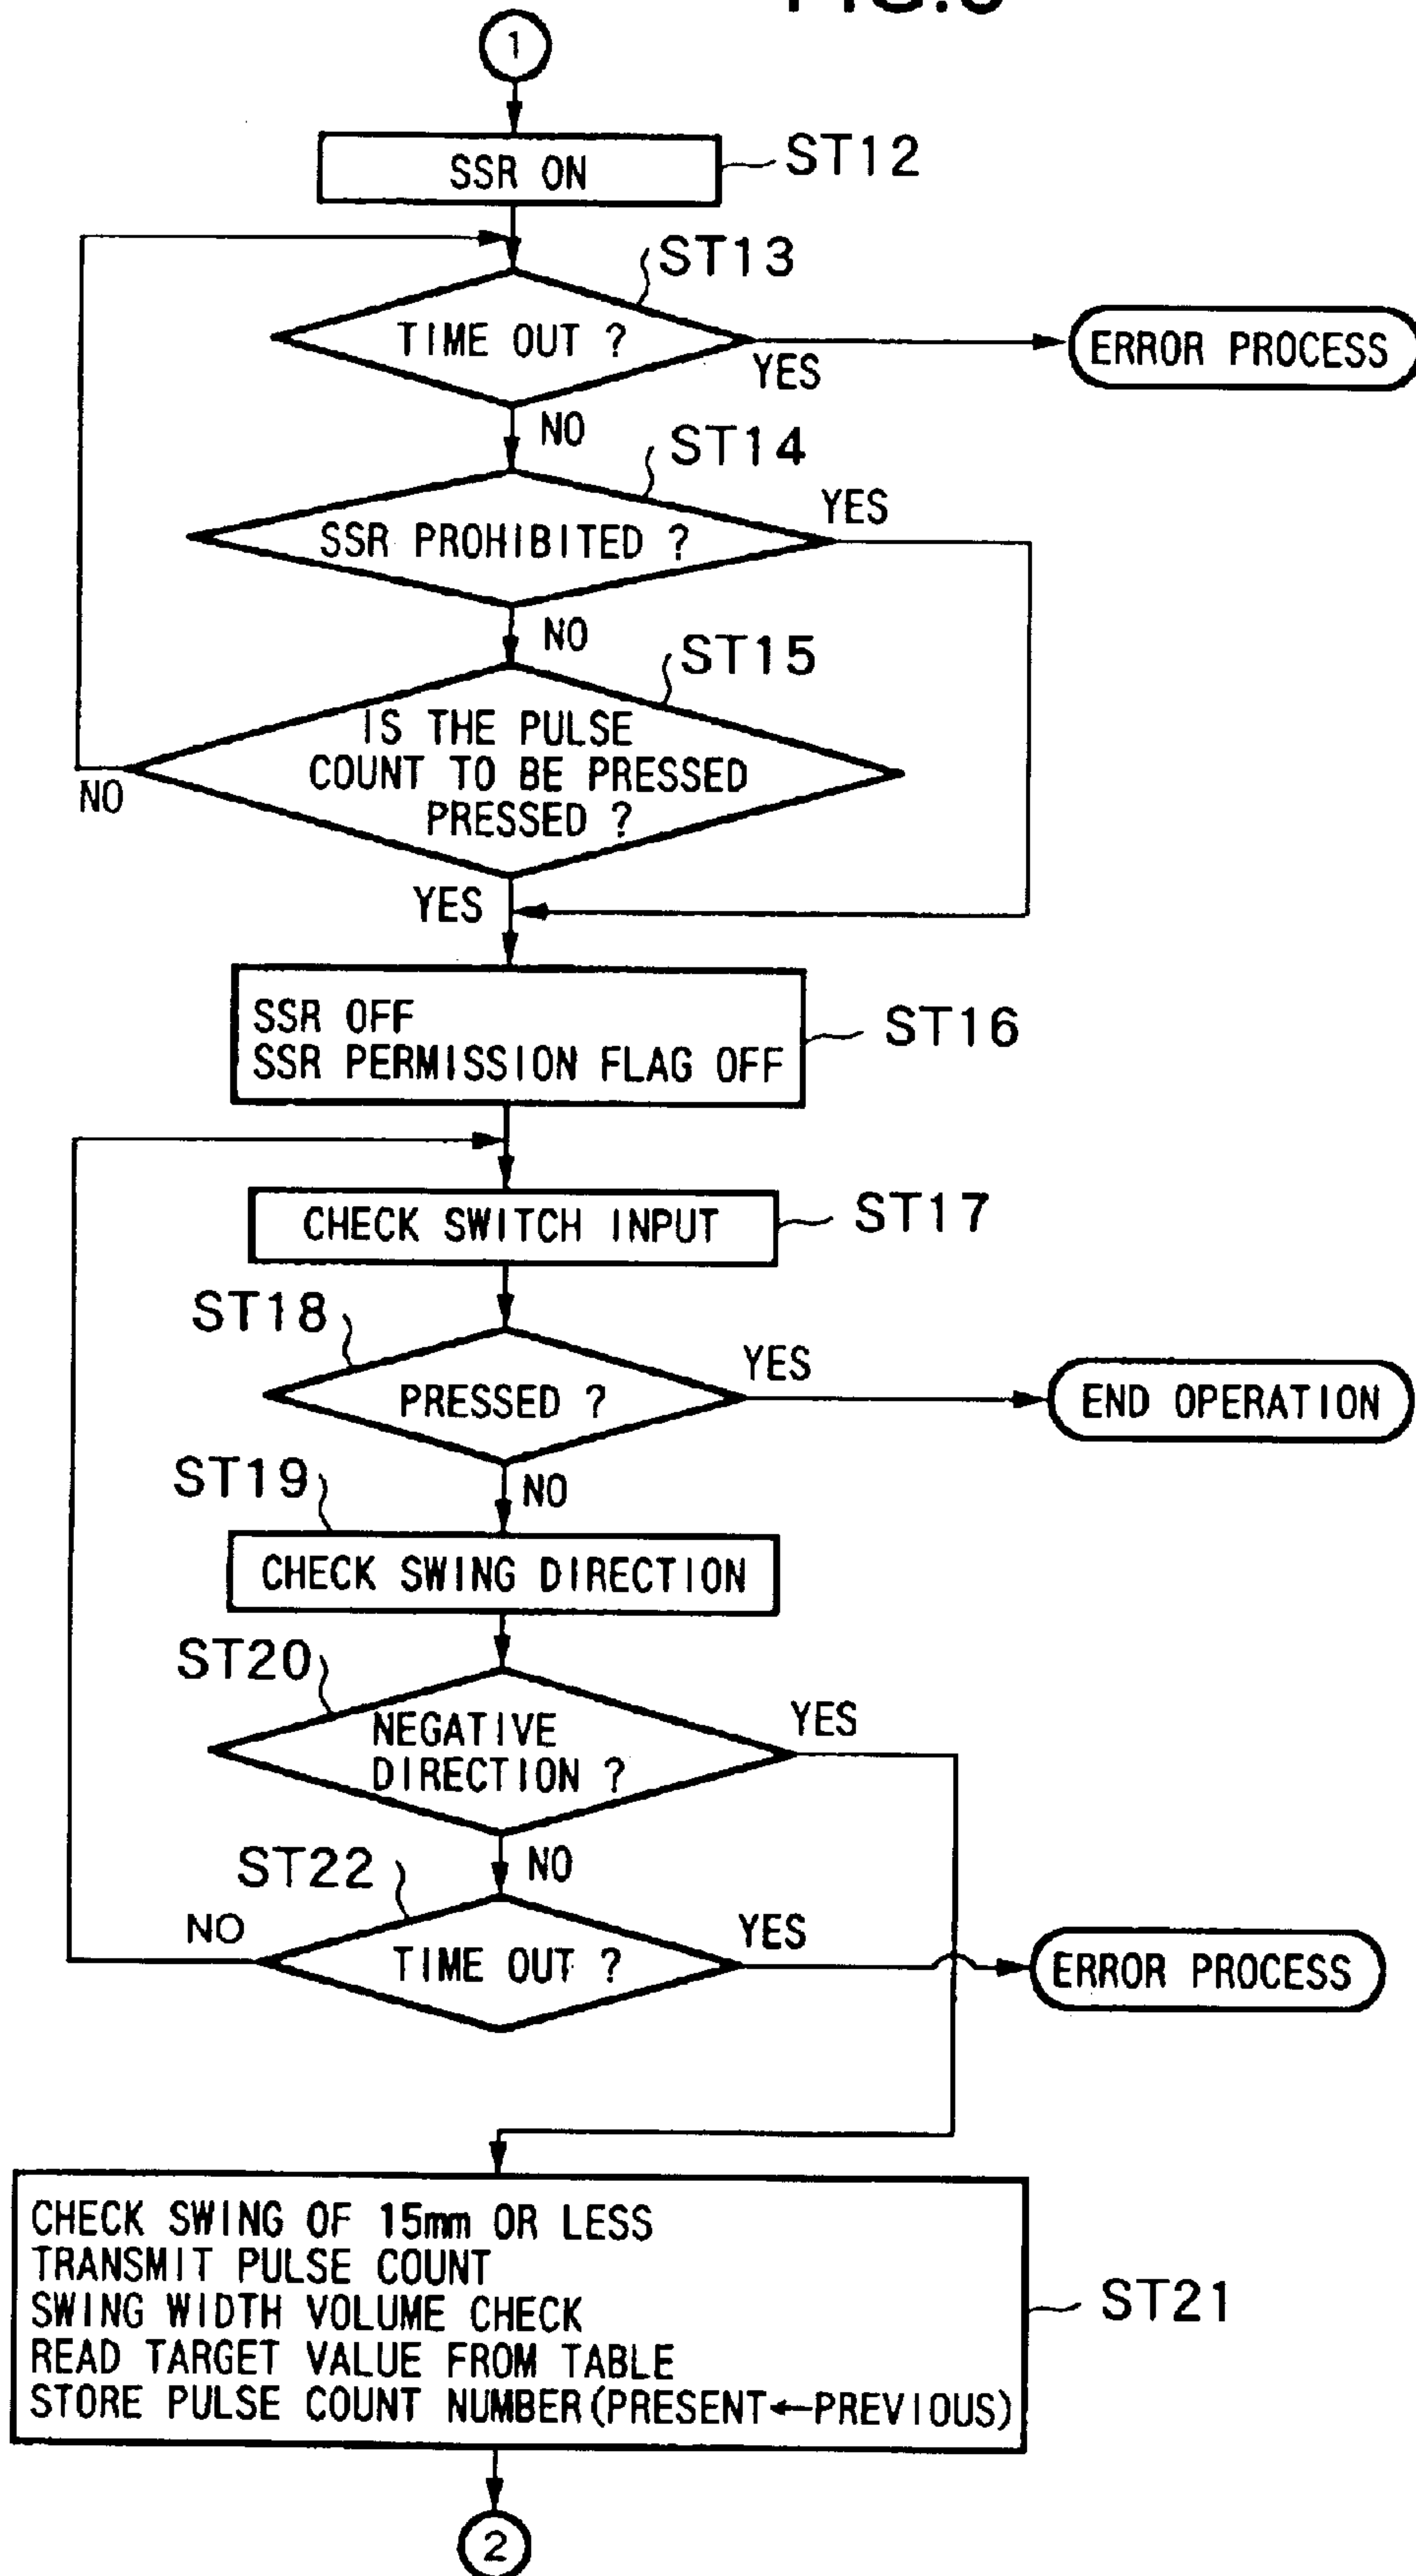 1
SSR ON
ST12
ST13
TIME OUT ?
YES
ERROR PROCESS
NO
ST14
YES
SSR PROHIBITED ?
NO
ST15
IS THE PULSE
COUNT TO BE PRESSED
PRESSED ?
NO
YES
SSR OFF
SSR PERMISSION FLAG OFF
ST16
CHECK SWITCH INPUT
ST17
ST18
YES
PRESSED ?
END OPERATION
NO
ST19
CHECK SWING DIRECTION
ST20
YES
NEGATIVE
DIRECTION ?
NO
ST22
NO
YES
TIME OUT ?
ERROR PROCESS
CHECK SWING OF 15mm OR LESS
TRANSMIT PULSE COUNT
SWING WIDTH VOLUME CHECK
READ TARGET VALUE FROM TABLE
STORE PULSE COUNT NUMBER(PRESENT←PREVIOUS)
ST21
2